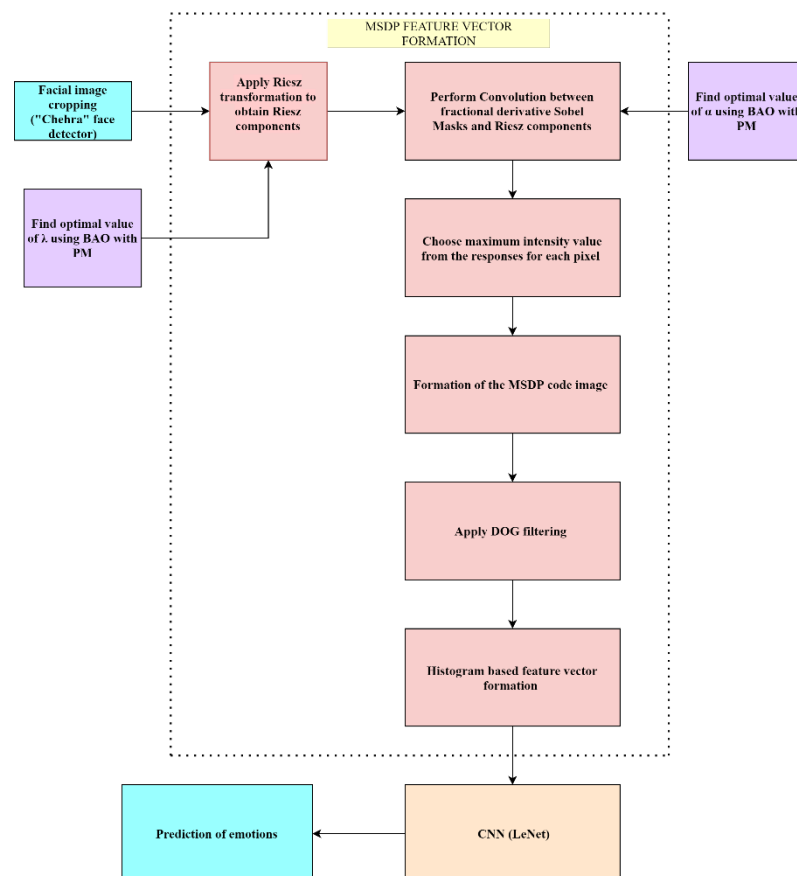 MSDP FEATURE VECTOR
FORMATION
Facial image
cropping
("Chehra" face
detector)
Apply Riesz
transformation to
obtain Riesz
components
Perform Convolution between
fractional derivative Sobel
Masks and Riesz components
Find optimal value
of α using BAO with
PM
Find optimal value
of λ using BAO with
PM
Choose maximum intensity value
from the responses for each pixel
Formation of the MSDP code image
Apply DOG filtering
Histogram based feature vector
formation
CNN (LeNet)
Prediction of emotions